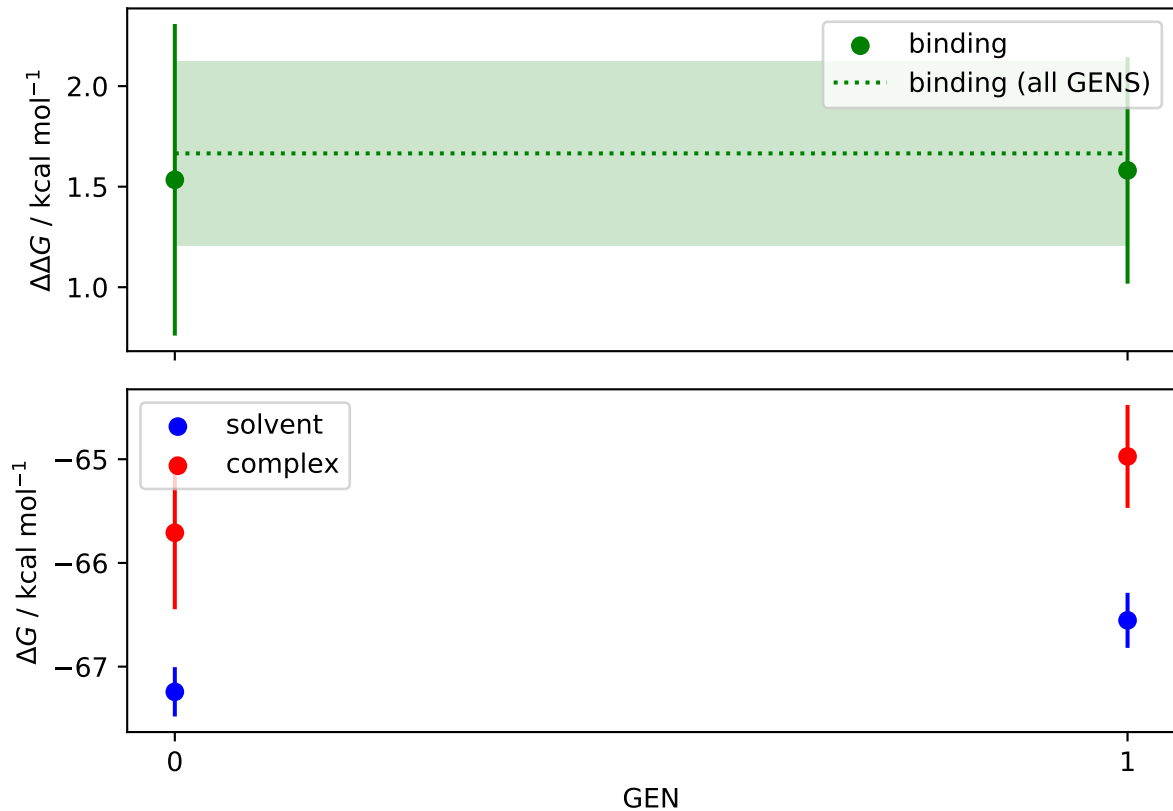 binding
binding (all GENS)
2.0
1.5
1.0
ΔΔG / kcal mol⁻¹
solvent
complex
−65
−66
−67
ΔG / kcal mol⁻¹
0
1
GEN